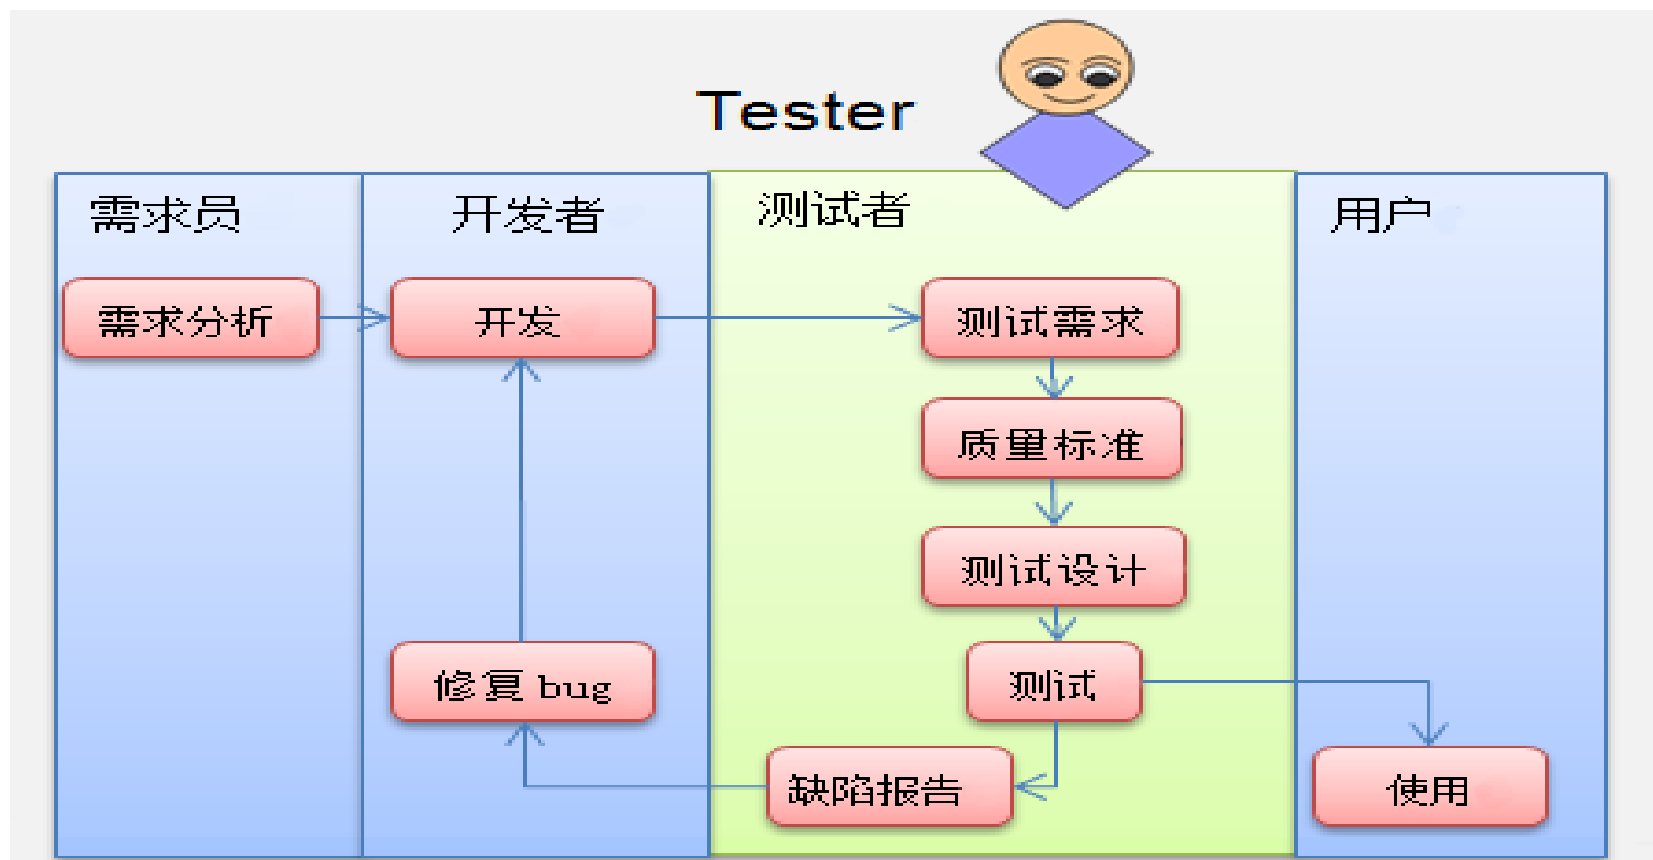 Tester
需求员
开发者
测试者
用户
需求分析
开发
测试需求
质量标准
测试设计
修复 bug
测试
缺陷报告
使用